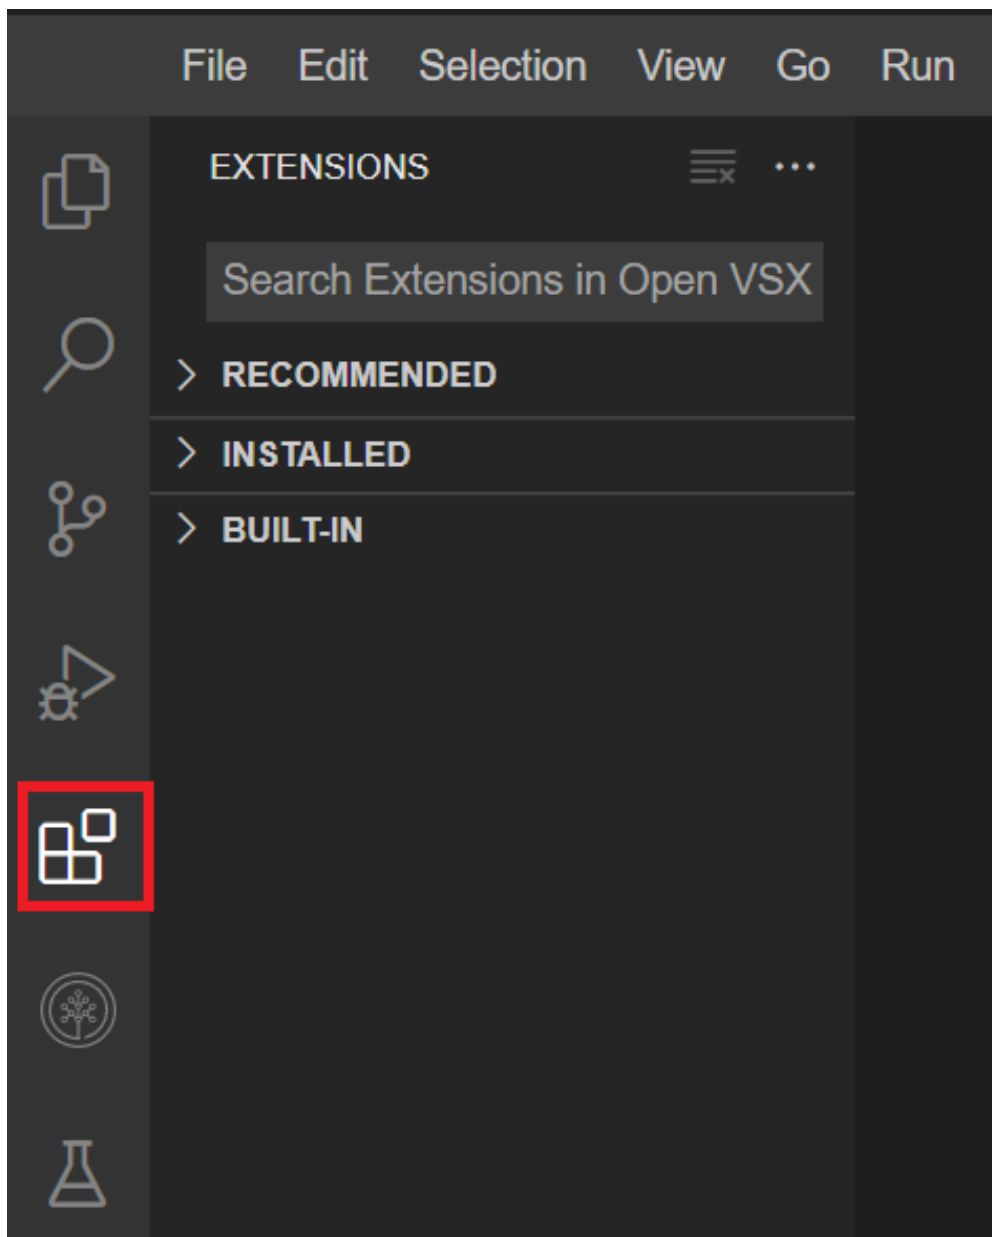 File Edit Selection View Go Run
EXTENSIONS
Search Extensions in Open VSX
RECOMMENDED
INSTALLED
BUILT-IN